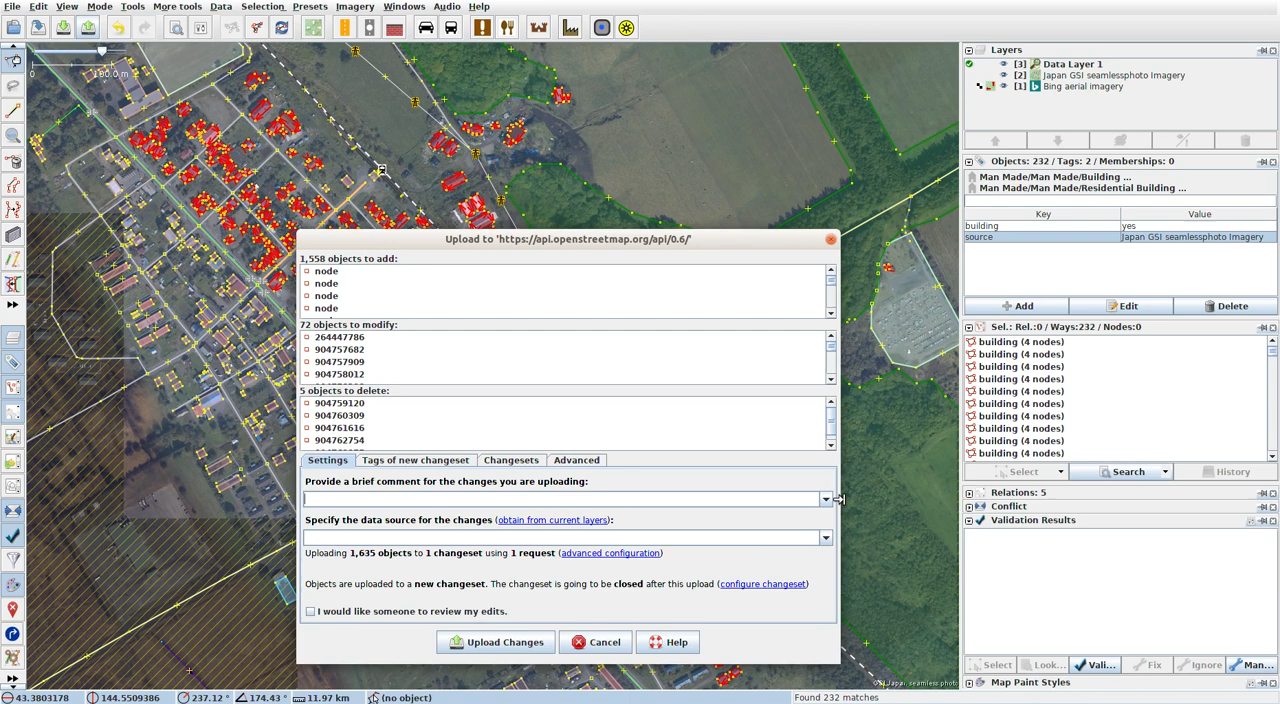 File Edit View Mode Tools More tools Data Selection Presets Imagery Windows Audio Help
0 190.0 m
Layers
[3] Data Layer 1
[2] Japan GSI seamlessphoto Imagery
[1] Bing aerial imagery
Objects: 232 / Tags: 2 / Memberships: 0
Man Made/Man Made/Building ...
Man Made/Man Made/Residential Building ...
Key Value
building yes
source Japan GSI seamlessphoto Imagery
Add Edit Delete
Sel.: Rel.:0 / Ways:232 / Nodes:0
building (4 nodes)
building (4 nodes)
building (4 nodes)
building (4 nodes)
building (4 nodes)
building (4 nodes)
building (4 nodes)
building (4 nodes)
building (4 nodes)
building (4 nodes)
Select Search History
Relations: 5
Conflict
Validation Results
Select Look... Vali... Fix Ignore Man...
Map Paint Styles
Upload to 'https://api.openstreetmap.org/api/0.6/'
1,558 objects to add:
node
node
node
node
72 objects to modify:
264447786
904757682
904757909
904758012
5 objects to delete:
904759120
904760309
904761616
904762754
Settings Tags of new changeset Changesets Advanced
Provide a brief comment for the changes you are uploading:
Specify the data source for the changes (obtain from current layers):
Uploading 1,635 objects to 1 changeset using 1 request (advanced configuration)
Objects are uploaded to a new changeset. The changeset is going to be closed after this upload (configure changeset)
I would like someone to review my edits.
Upload Changes Cancel Help
43.3803178 144.5509386 237.12 ° 174.43 ° 11.97 km (no object) Found 232 matches